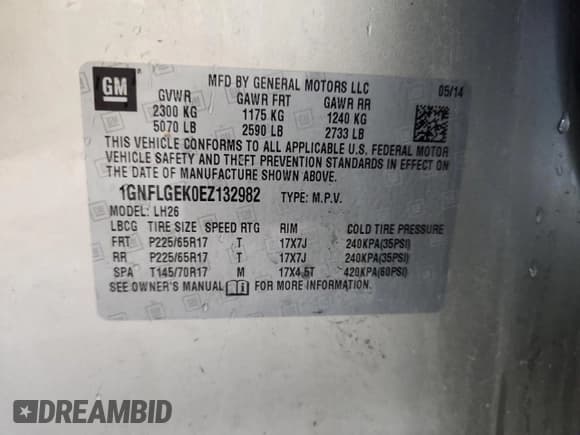 GM
MFD BY GENERAL MOTORS LLC 05/14
GVWR GAWR FRT GAWR RR
2300 KG 1175 KG 1240 KG
5070 LB 2590 LB 2733 LB
THIS VEHICLE CONFORMS TO ALL APPLICABLE U.S. FEDERAL MOTOR
VEHICLE SAFETY AND THEFT PREVENTION STANDARDS IN EFFECT ON
THE DATE OF MANUFACTURE SHOWN ABOVE.
1GNFLGEK0EZ132982 TYPE: M.P.V.
MODEL: LH26
LBCG TIRE SIZE SPEED RTG RIM COLD TIRE PRESSURE
FRT P225/65R17 T 17X7J 240KPA(35PSI)
RR P225/65R17 T 17X7J 240KPA(35PSI)
SPA T145/70R17 M 17X4.5T 420KPA(60PSI)
SEE OWNER'S MANUAL FOR MORE INFORMATION.
DREAMBID